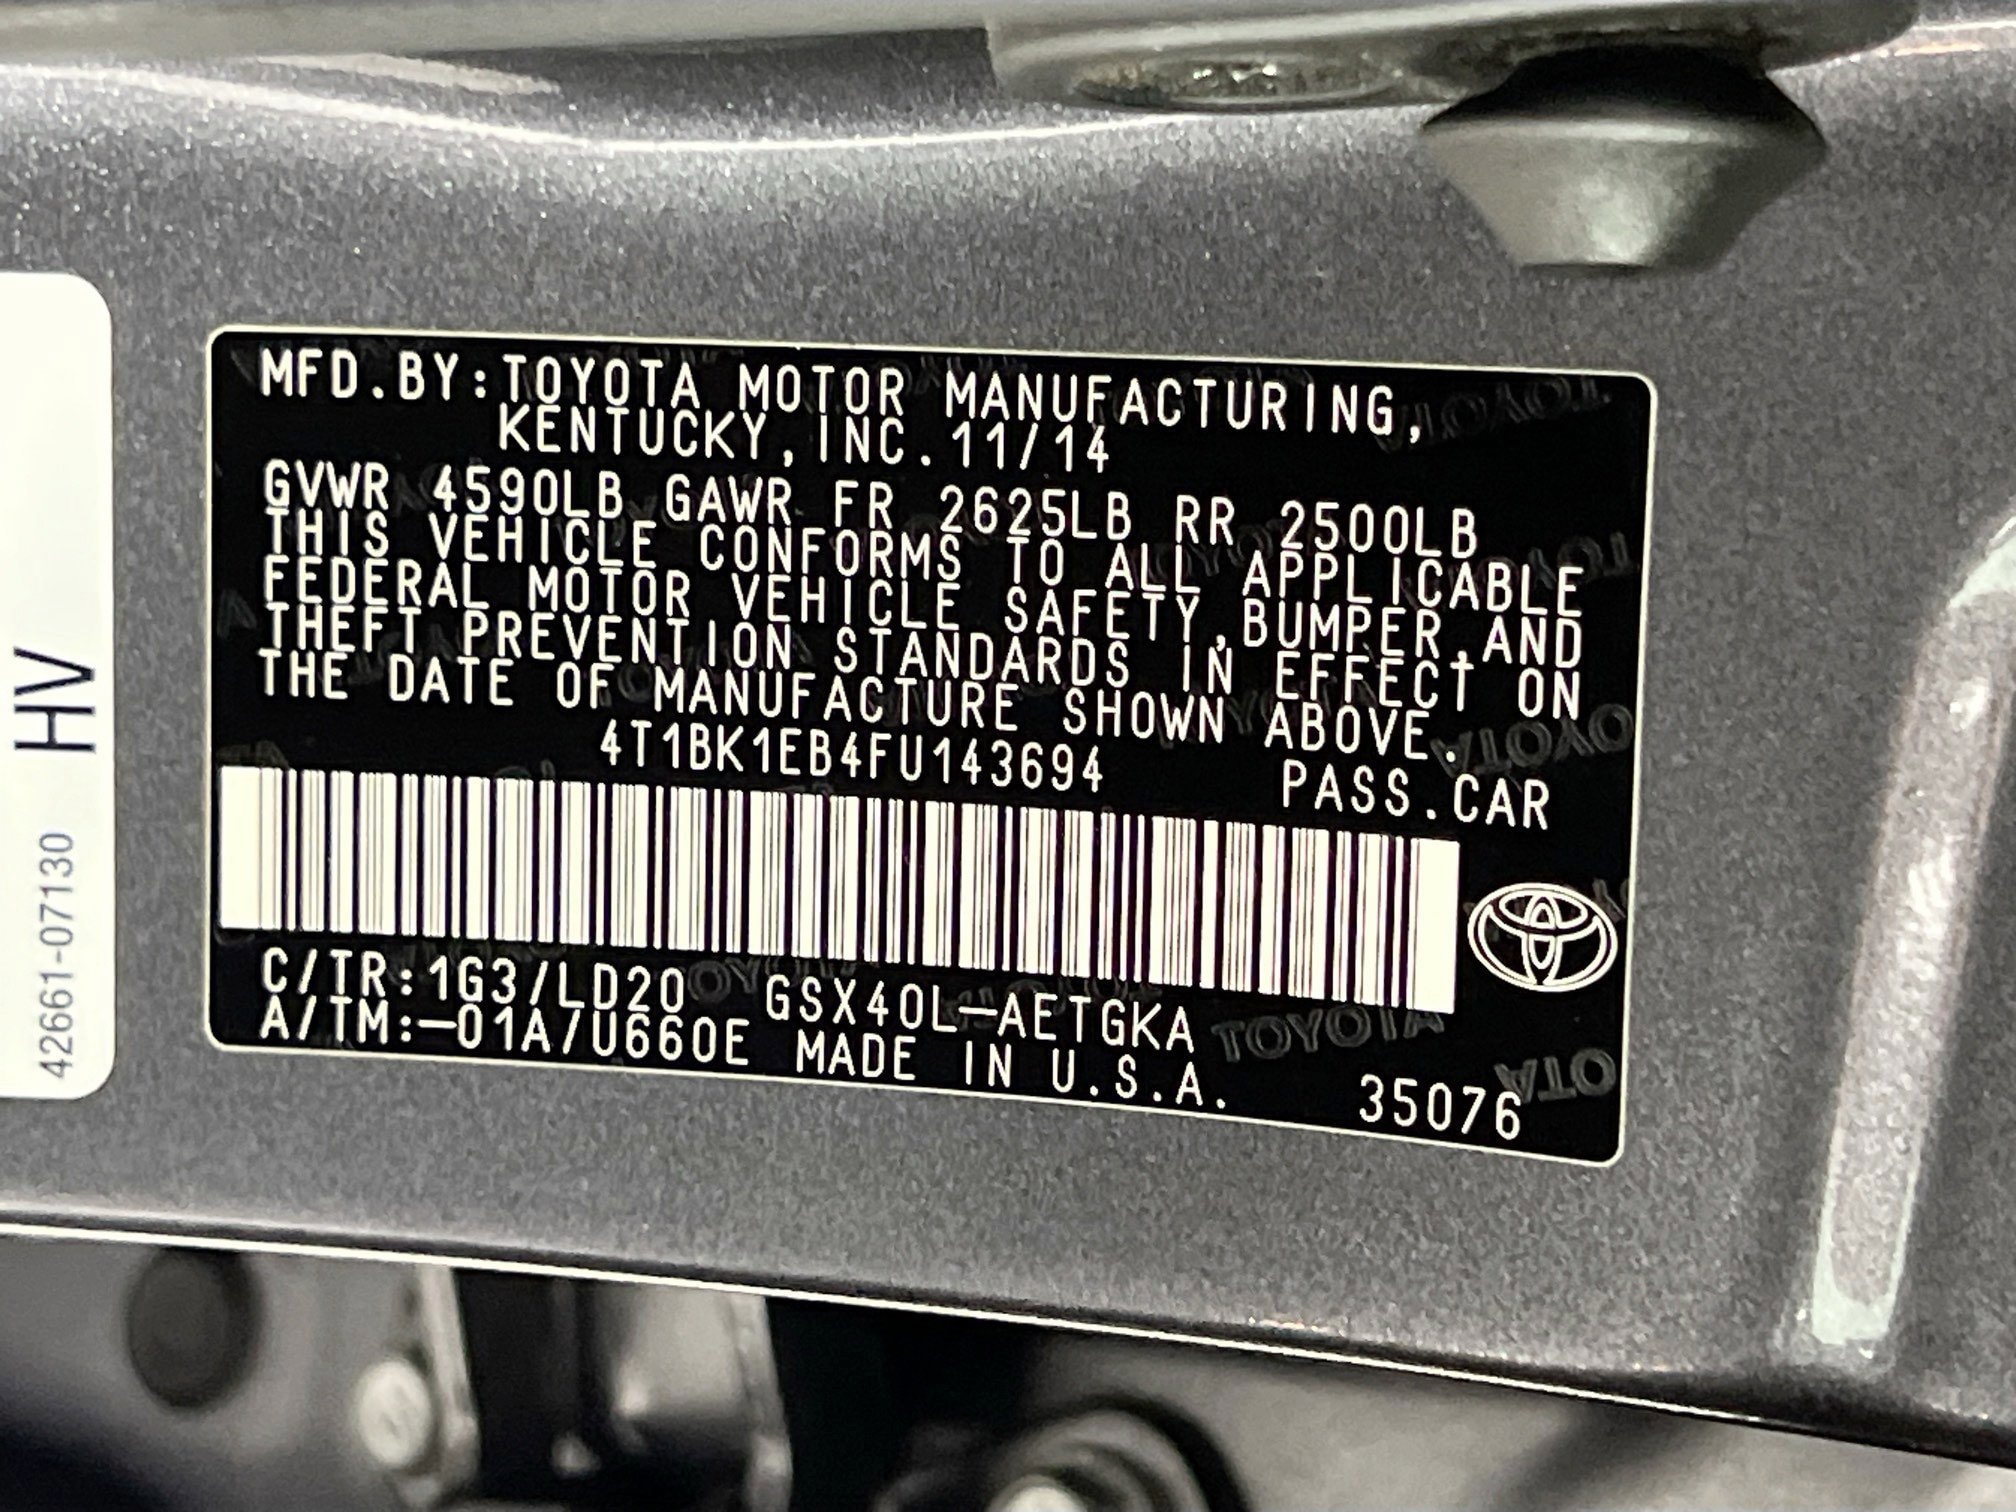 MFD.BY:TOYOTA MOTOR MANUFACTURING,
KENTUCKY,INC.11/14
GVWR 4590LB GAWR FR 2625LB RR 2500LB
THIS VEHICLE CONFORMS TO ALL APPLICABLE
FEDERAL MOTOR VEHICLE SAFETY,BUMPER,AND
THEFT PREVENTION STANDARDS IN EFFECT ON
THE DATE OF MANUFACTURE SHOWN ABOVE.
4T1BK1EB4FU143694 PASS.CAR
C/TR:1G3/LD20 GSX40L-AETGKA
A/TM:-01A/U660E MADE IN U.S.A.
35076
TOYOTA
HV
42661-07130